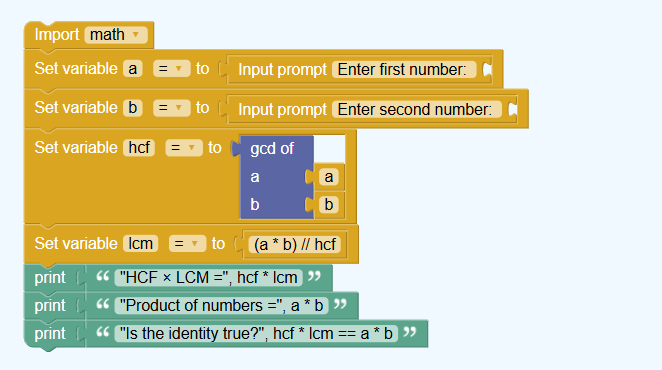 Import math
Set variable a = to Input prompt Enter first number:
Set variable b = to Input prompt Enter second number:
Set variable hcf = to gcd of
a a
b b
Set variable lcm = to (a * b) // hcf
print “ "HCF × LCM =", hcf * lcm ”
print “ "Product of numbers =", a * b ”
print “ "Is the identity true?", hcf * lcm == a * b ”